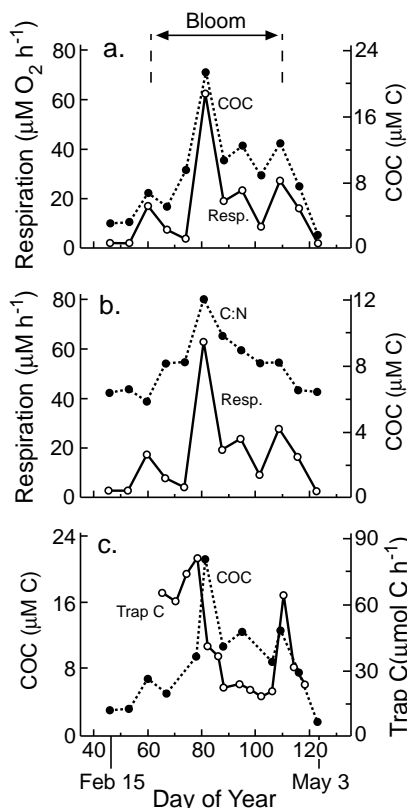 Bloom
a.
80
60
40
20
0
Respiration (µM O2 h-1)
24
16
8
0
COC (µM C)
COC
Resp.
b.
80
60
40
20
0
Respiration (µM h-1)
12
8
4
0
COC (µM C)
C:N
Resp.
c.
24
16
8
0
COC (µM C)
90
60
30
0
Trap C(µmol C h-1)
Trap C
COC
40 60 80 100 120
Feb 15 May 3
Day of Year